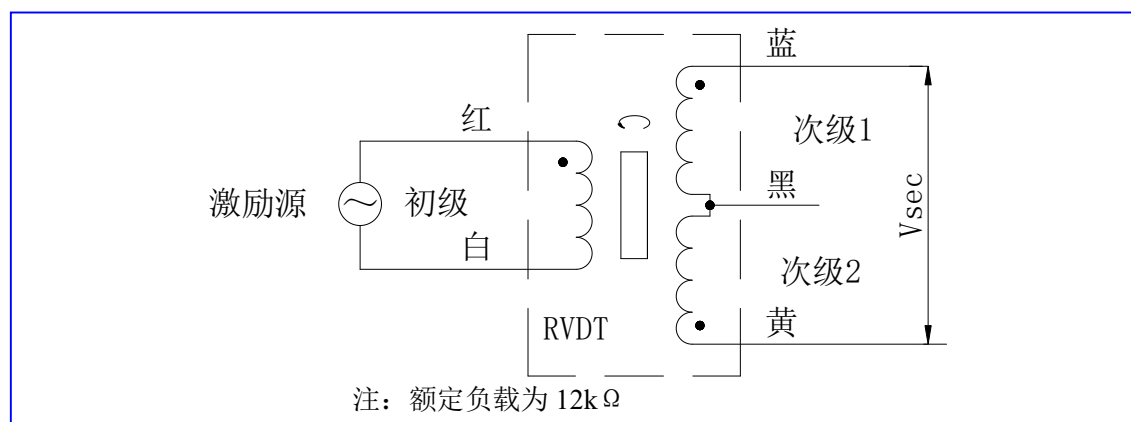 蓝
红
次级1
激励源
初级
黑
Vsec
白
次级2
RVDT
黄
注：额定负载为 12kΩ